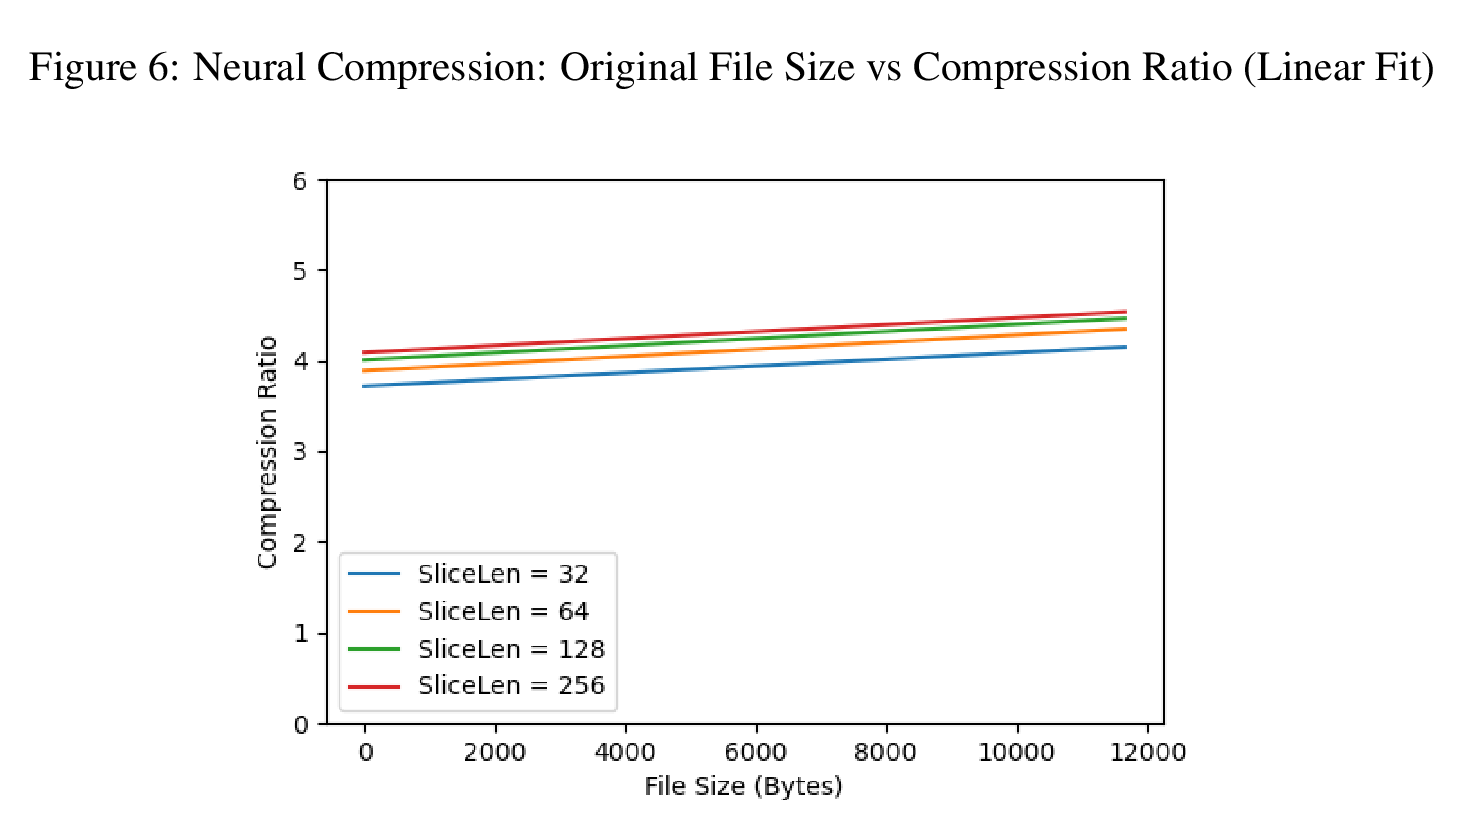 Figure 6: Neural Compression: Original File Size vs Compression Ratio (Linear Fit)
6
5
4
3
2
1
0
Compression Ratio
SliceLen = 32
SliceLen = 64
SliceLen = 128
SliceLen = 256
0 2000 4000 6000 8000 10000 12000
File Size (Bytes)